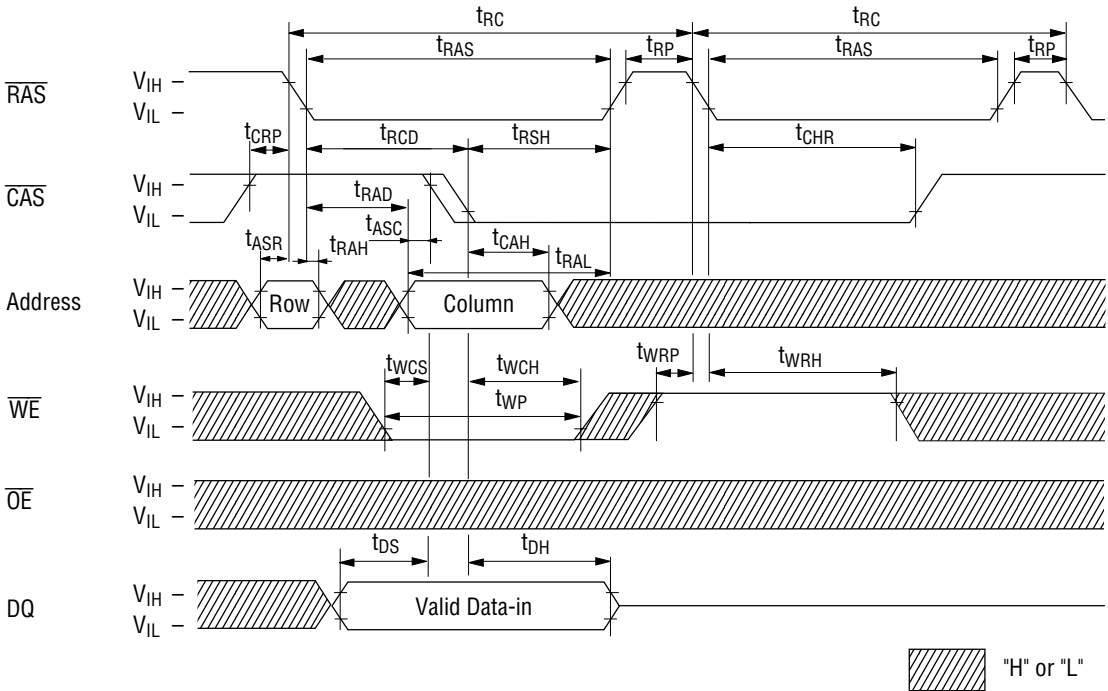 tRC tRC
tRAS tRP tRAS tRP
RAS VIH –
VIL –
tCRP tRCD tRSH tCHR
CAS VIH –
VIL –
tRAD
tASC
tASR tRAH tCAH
tRAL
Address VIH –
VIL –
Row Column
tWCS tWCH tWRP tWRH
tWP
WE VIH –
VIL –
OE VIH –
VIL –
tDS tDH
DQ VIH –
VIL –
Valid Data-in
"H" or "L"